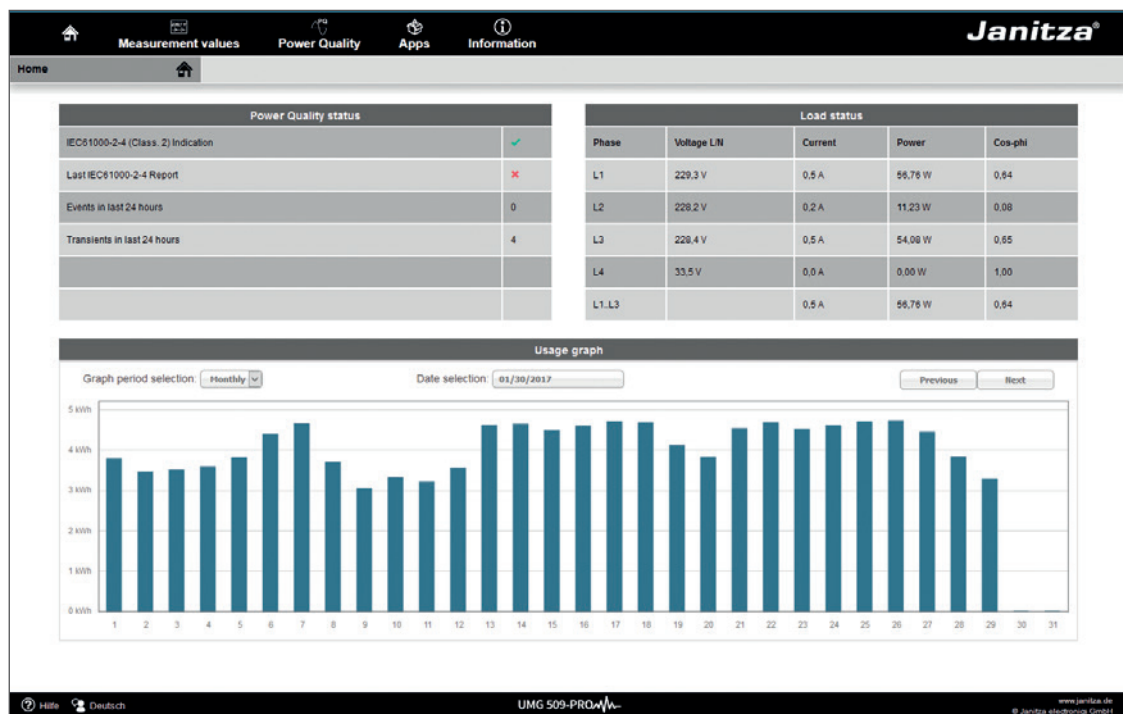 Measurement values Power Quality Apps Information Janitza®
Home
Power Quality status
IEC61000-2-4 (Class. 2) Indication
Last IEC61000-2-4 Report
Events in last 24 hours 0
Transients in last 24 hours 4
Load status
Phase Voltage L/N Current Power Cos-phi
L1 229,3 V 0,5 A 56,76 W 0,64
L2 228,2 V 0,2 A 11,23 W 0,08
L3 228,4 V 0,5 A 54,08 W 0,65
L4 33,5 V 0,0 A 0,00 W 1,00
L1..L3 0,5 A 56,76 W 0,64
Usage graph
Graph period selection: Monthly Date selection: 01/30/2017 Previous Next
5 kWh
4 kWh
3 kWh
2 kWh
1 kWh
0 kWh
1 2 3 4 5 6 7 8 9 10 11 12 13 14 15 16 17 18 19 20 21 22 23 24 25 26 27 28 29 30 31
Hilfe Deutsch UMG 509-PRO www.janitza.de
© Janitza electronics GmbH